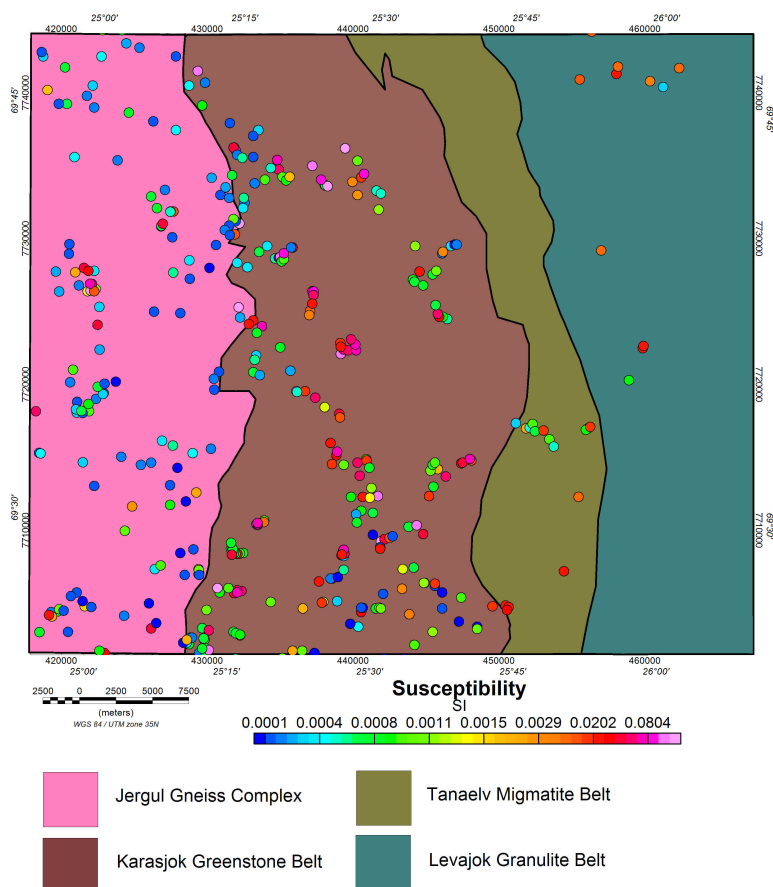 420000 25°00' 430000 25°15' 440000 25°30' 450000 25°45' 460000 26°00'
69°45'
7740000
7730000
7720000
69°30'
7710000
7740000
69°45'
7730000
7720000
69°30'
7710000
420000 25°00' 430000 25°15' 440000 25°30' 450000 25°45' 460000 26°00'
2500 0 2500 5000 7500
(meters)
WGS 84 / UTM zone 35N
Susceptibility
SI
0.0001 0.0004 0.0008 0.0011 0.0015 0.0029 0.0202 0.0804
Jergul Gneiss Complex
Tanaelv Migmatite Belt
Karasjok Greenstone Belt
Levajok Granulite Belt